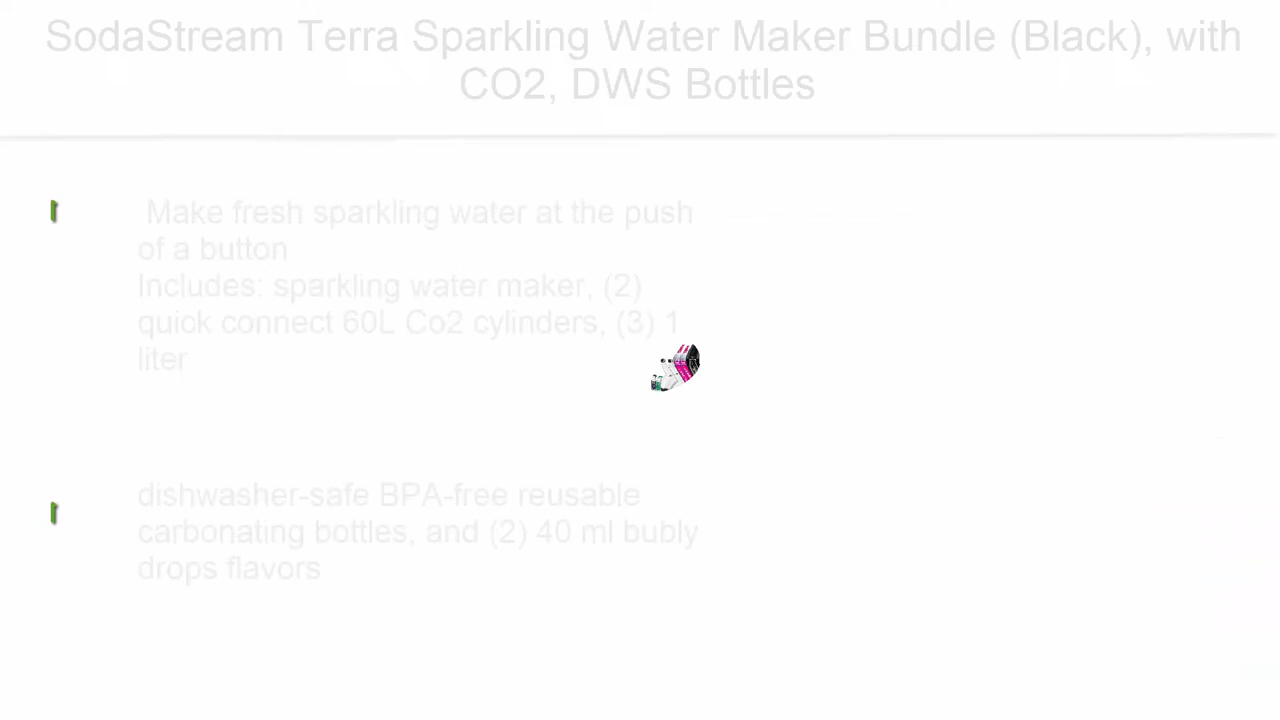 SodaStream Terra Sparkling Water Maker Bundle (Black), with
CO2, DWS Bottles
Make fresh sparkling water at the push
of a button
Includes: sparkling water maker, (2)
quick connect 60L Co2 cylinders, (3) 1
liter
dishwasher-safe BPA-free reusable
carbonating bottles, and (2) 40 ml bubly
drops flavors